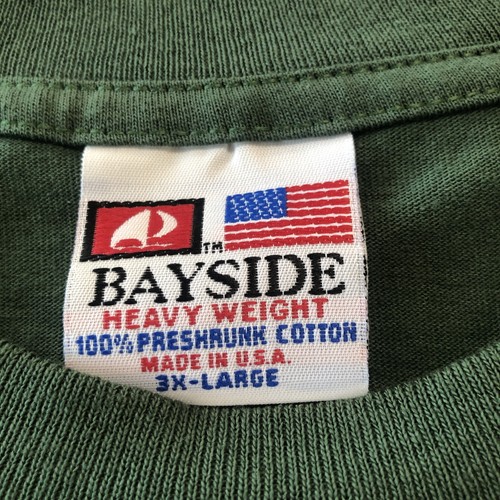 TM
BAYSIDE
HEAVY WEIGHT
100% PRESHRUNK COTTON
MADE IN U.S.A.
3X-LARGE